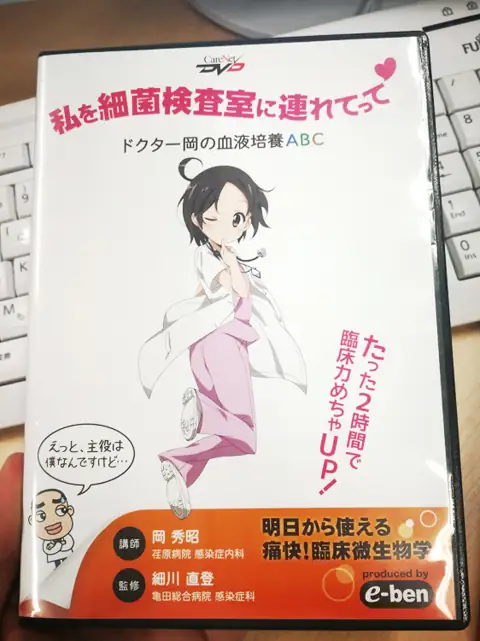 CareNet
DVD
私を細菌検査室に連れてって♥
ドクター岡の血液培養ABC
たった2時間で
臨床力めちゃUP!
えっと、主役は
僕なんですけど…
講師 岡 秀昭
荏原病院 感染症内科
監修 細川 直登
亀田総合病院 感染症科
明日から使える
痛快!臨床微生物学
produced by
e-ben
FU
1
End
0
Ins